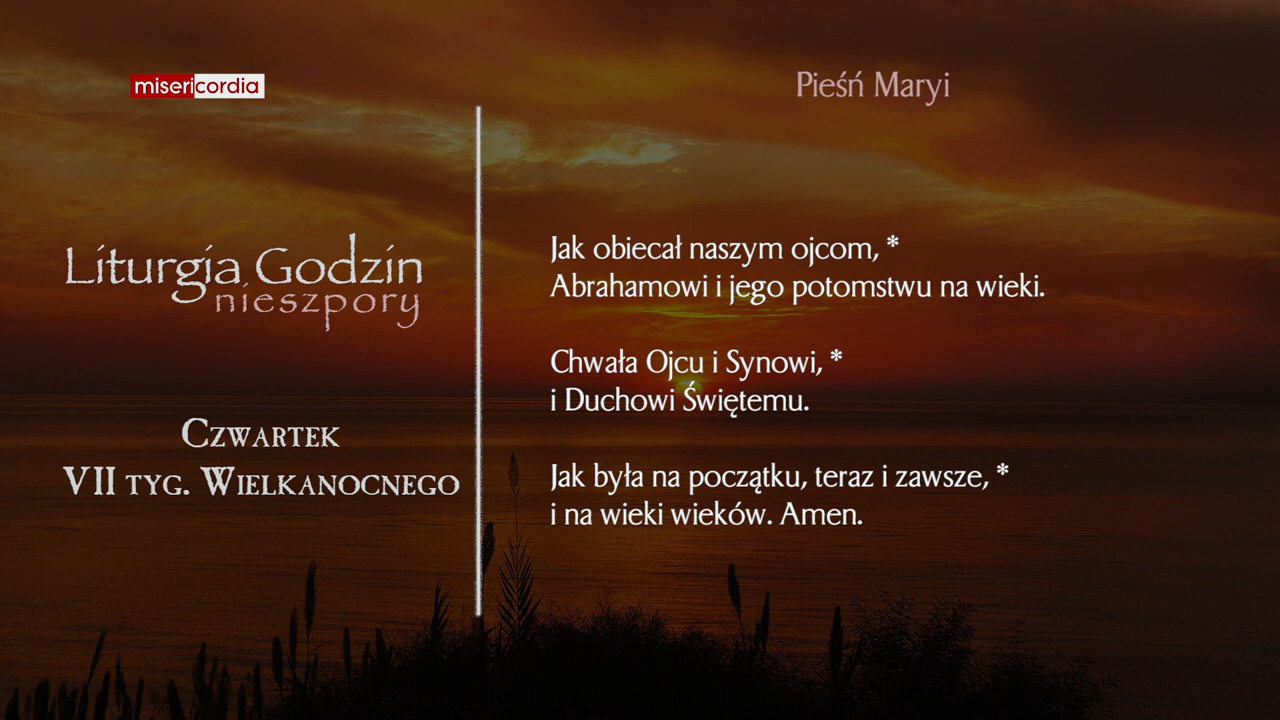 misericordia
Liturgia Godzin
nieszpory
Czwartek
VII tyg. Wielkanocnego
Pieśń Maryi
Jak obiecał naszym ojcom, *
Abrahamowi i jego potomstwu na wieki.
Chwała Ojcu i Synowi, *
i Duchowi Świętemu.
Jak była na początku, teraz i zawsze, *
i na wieki wieków. Amen.